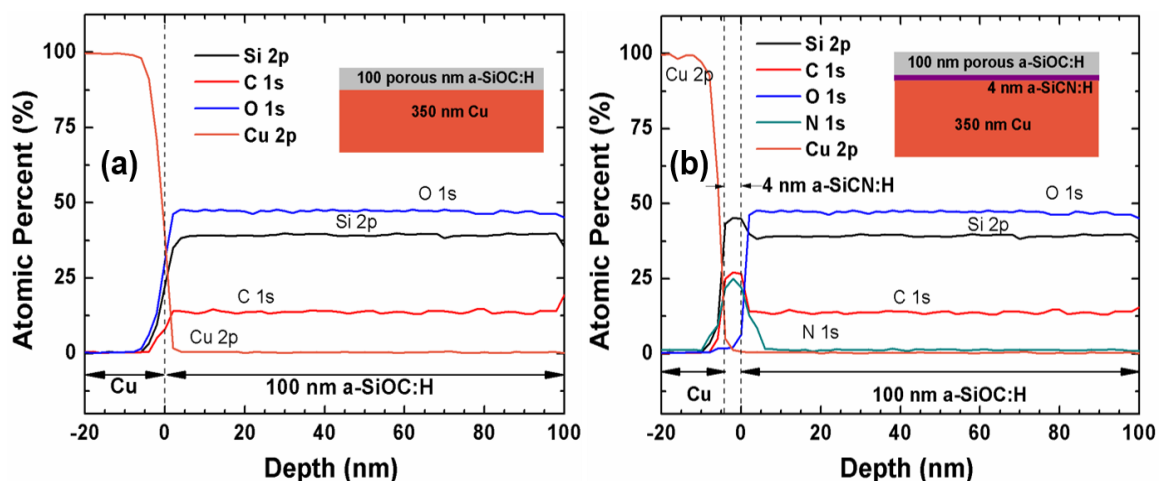 (a)
Atomic Percent (%)
100
75
50
25
0
Si 2p
C 1s
O 1s
Cu 2p
100 porous nm a-SiOC:H
350 nm Cu
O 1s
Si 2p
C 1s
Cu 2p
Cu
100 nm a-SiOC:H
-20
0
20
40
60
80
100
Depth (nm)
(b)
Atomic Percent (%)
100
75
50
25
0
Cu 2p
Si 2p
C 1s
O 1s
N 1s
Cu 2p
100 nm porous a-SiOC:H
4 nm a-SiCN:H
350 nm Cu
4 nm a-SiCN:H
O 1s
Si 2p
C 1s
N 1s
Cu
100 nm a-SiOC:H
-20
0
20
40
60
80
100
Depth (nm)